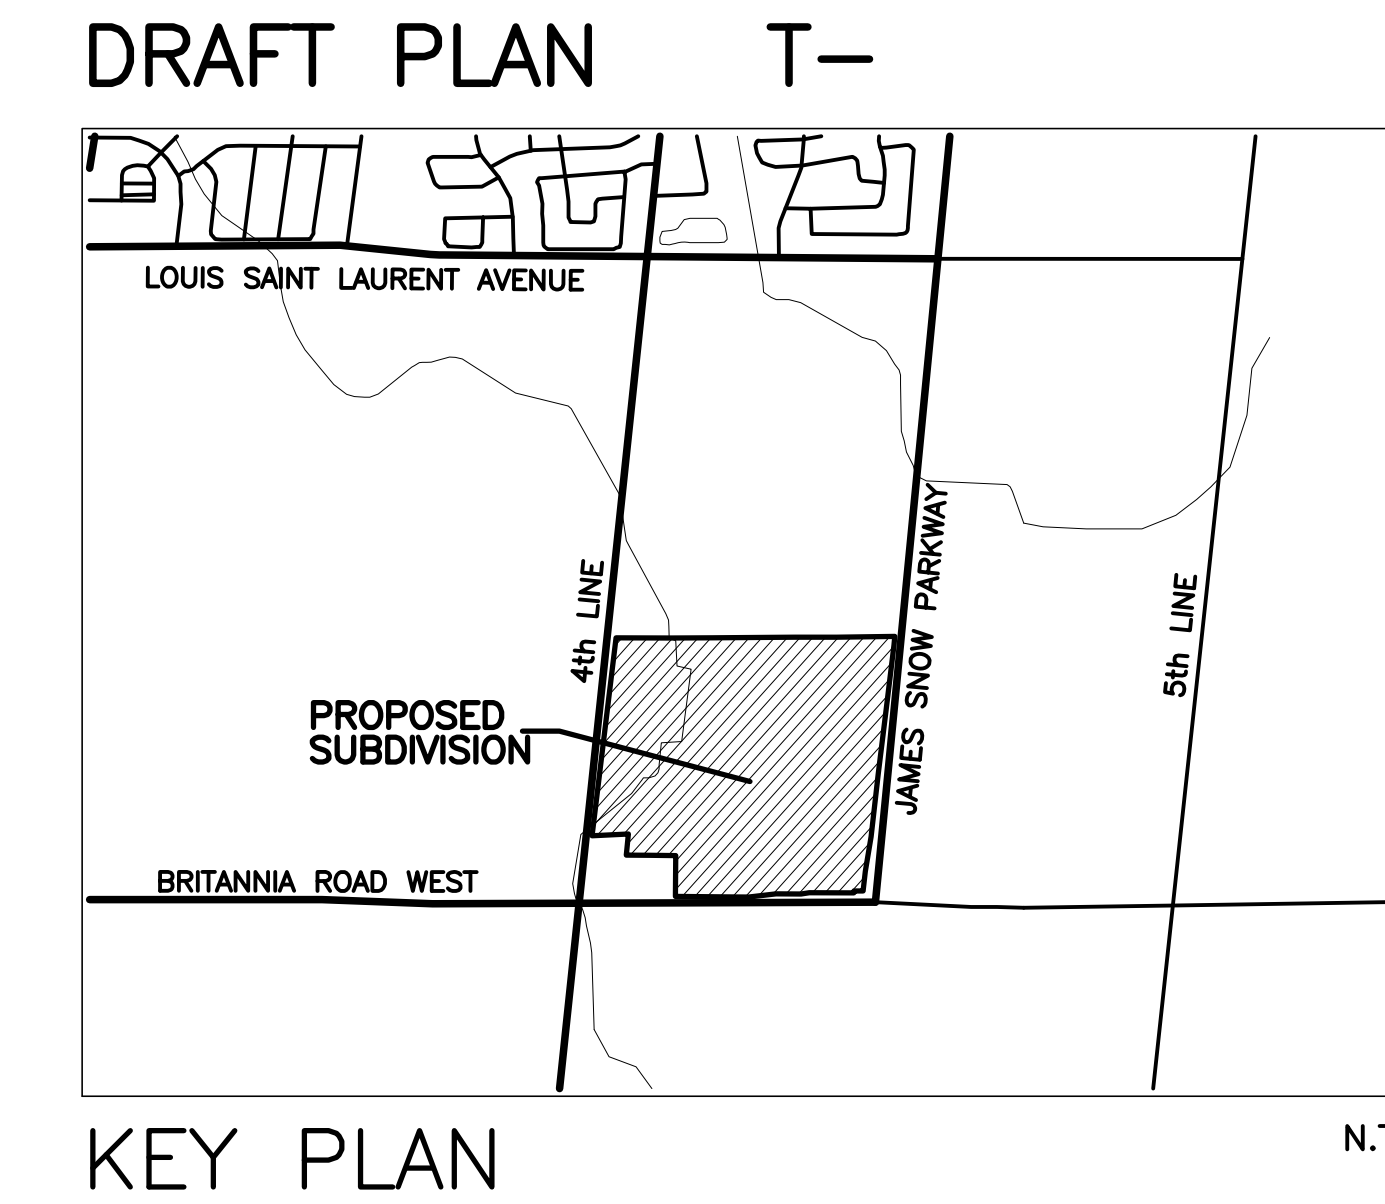 DRAFT PLAN T-
LOUIS SAINT LAURENT AVENUE
4th LINE
JAMES SNOW PARKWAY
5th LINE
PROPOSED
SUBDIVISION
BRITANNIA ROAD WEST
KEY PLAN